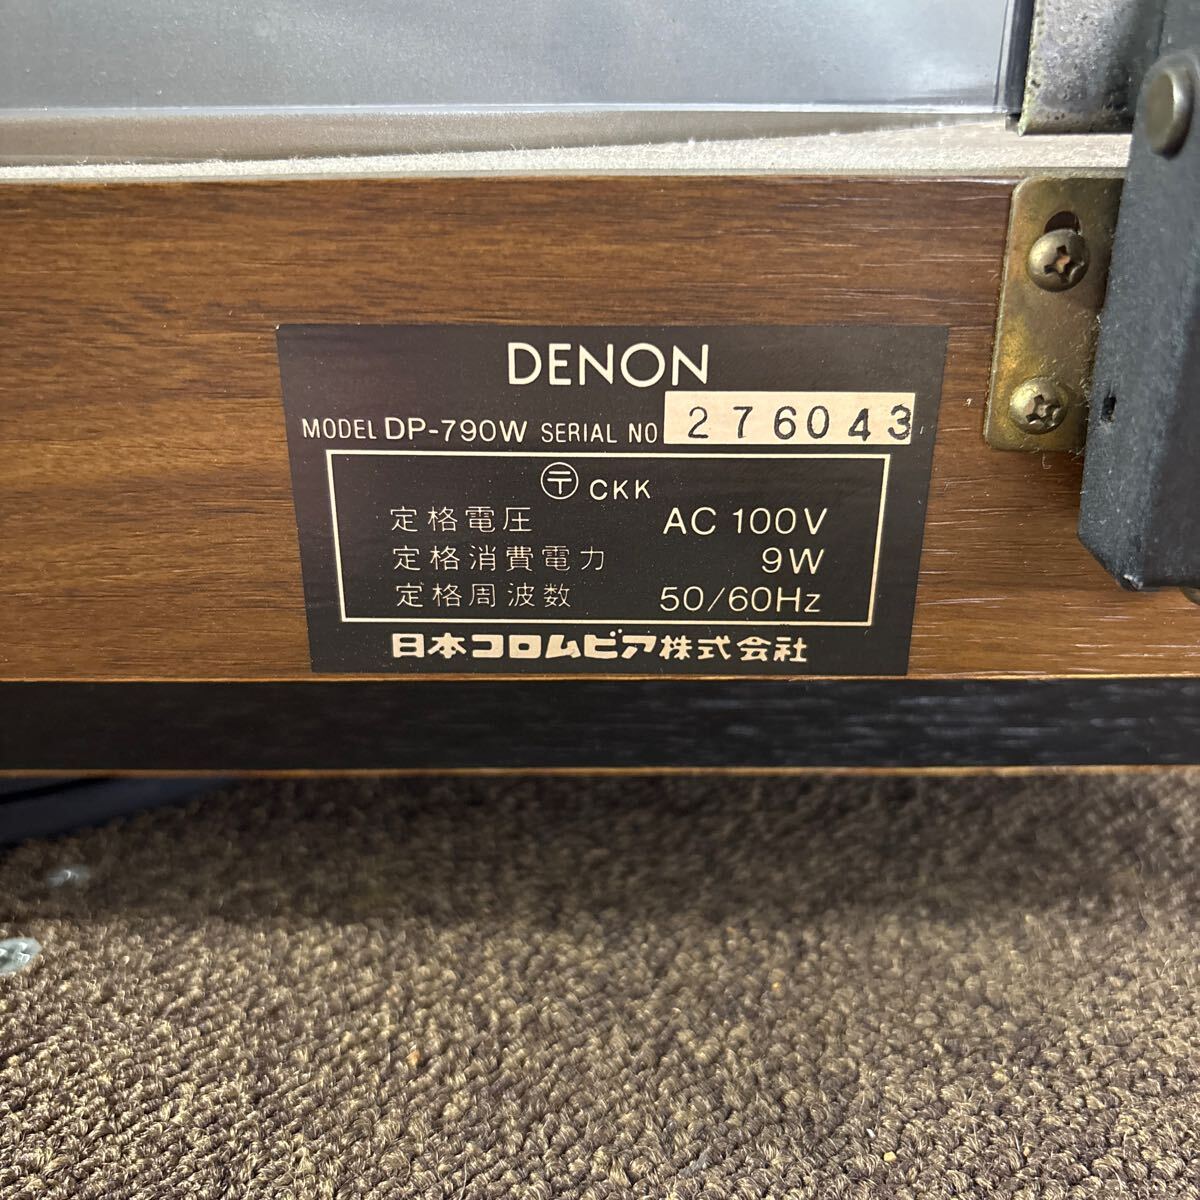 DENON
MODEL DP-790W SERIAL NO 276043
〒 CKK
定格電圧 AC 100V
定格消費電力 9W
定格周波数 50/60Hz
日本コロムビア株式会社